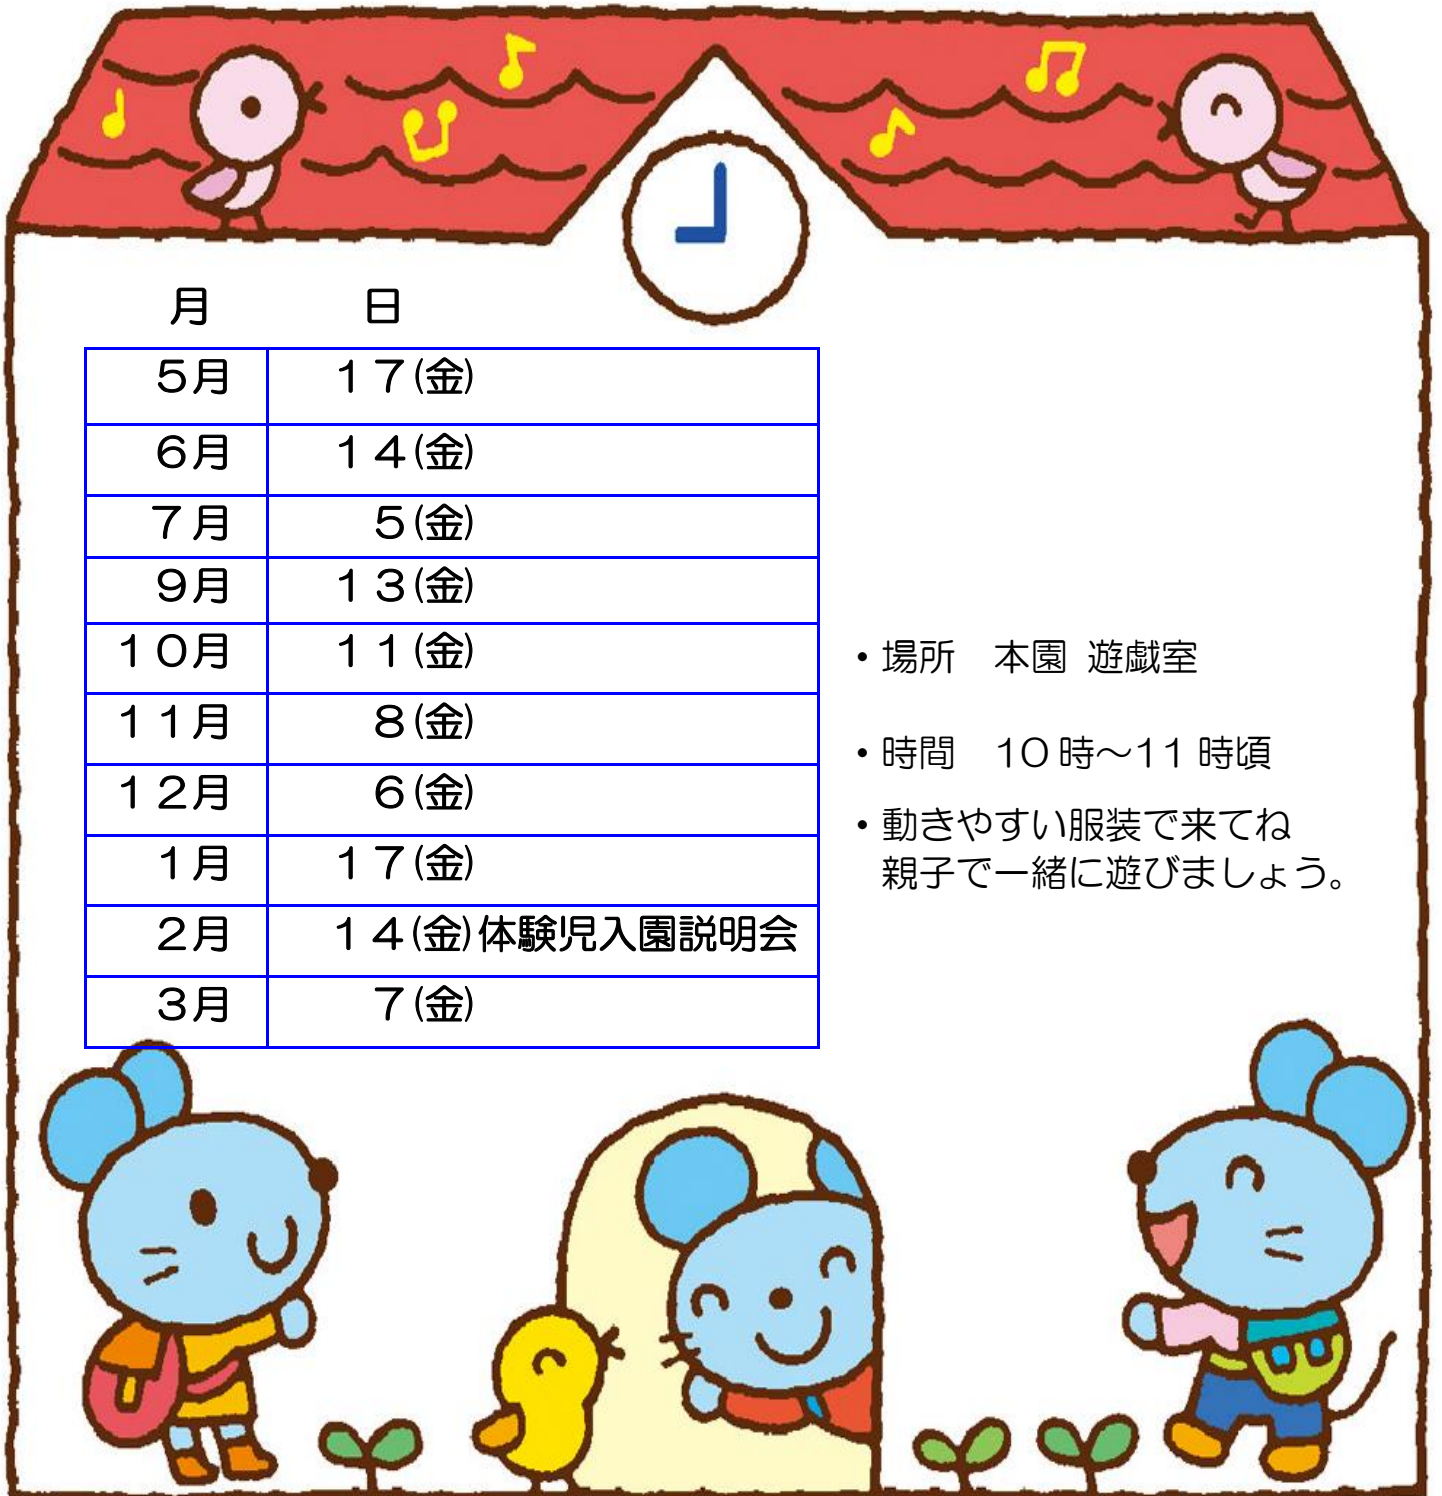 月 日
５月 １７(金)
６月 １４(金)
７月 ５(金)
９月 １３(金)
１０月 １１(金)
１１月 ８(金)
１２月 ６(金)
１月 １７(金)
２月 １４(金)体験児入園説明会
３月 ７(金)
・場所　本園 遊戯室
・時間　10時～11時頃
・動きやすい服装で来てね
親子で一緒に遊びましょう。